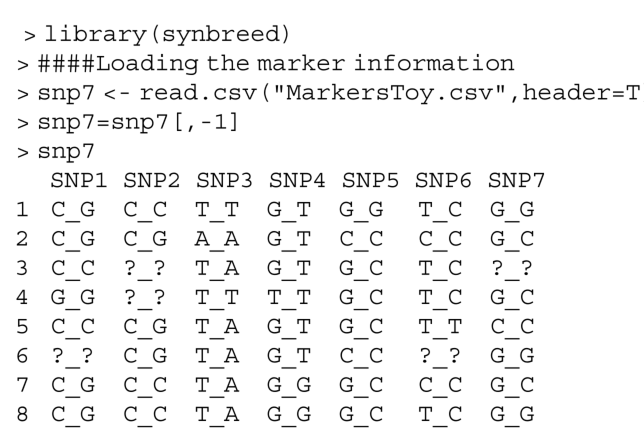 > library(synbreed)
> ####Loading the marker information
> snp7 <- read.csv("MarkersToy.csv",header=T
> snp7=snp7[,-1]
> snp7
SNP1 SNP2 SNP3 SNP4 SNP5 SNP6 SNP7
1 C_G C_C T_T G_T G_G T_C G_G
2 C_G C_G A_A G_T C_C C_C G_C
3 C_C ?_? T_A G_T G_C T_C ?_?
4 G_G ?_? T_T T_T G_C T_C G_C
5 C_C C_G T_A G_T G_C T_T C_C
6 ?_? C_G T_A G_T C_C ?_? G_G
7 C_G C_C T_A G_G G_C C_C G_C
8 C_G C_C T_A G_G G_C T_C G_G